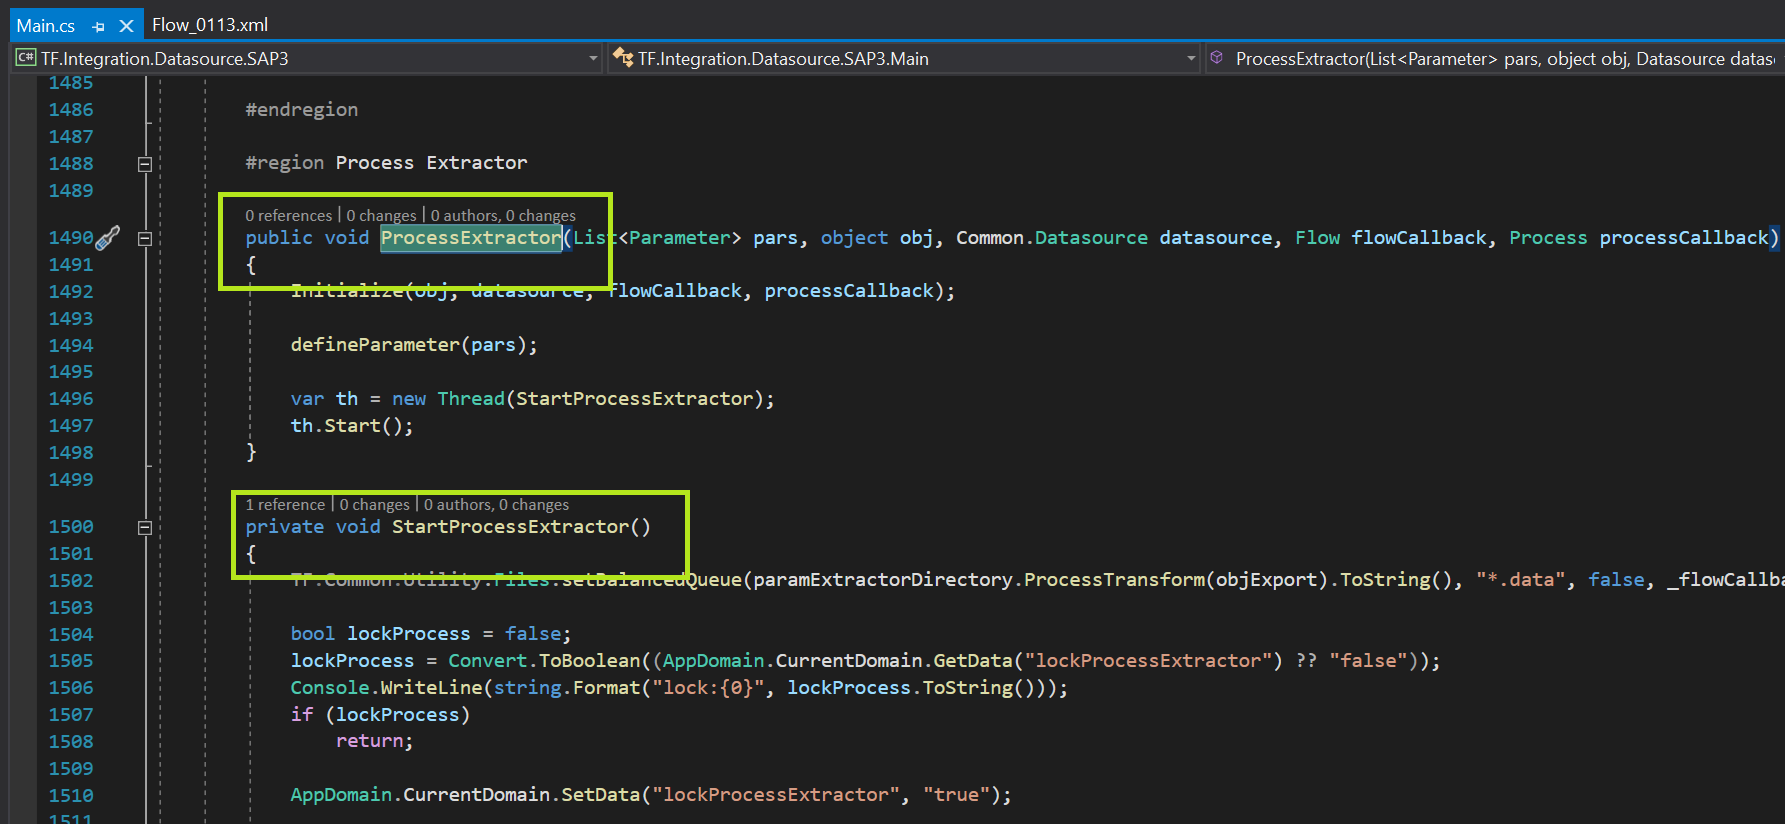 Main.cs Flow_0113.xml
C# TF.Integration.Datasource.SAP3 TF.Integration.Datasource.SAP3.Main ProcessExtractor(List<Parameter> pars, object obj, Datasource datasc
1485
1486 #endregion
1487
1488 #region Process Extractor
1489
0 references | 0 changes | 0 authors, 0 changes
1490 public void ProcessExtractor(List<Parameter> pars, object obj, Common.Datasource datasource, Flow flowCallback, Process processCallback)
1491 {
1492 Initialize(obj, datasource, flowCallback, processCallback);
1493
1494 defineParameter(pars);
1495
1496 var th = new Thread(StartProcessExtractor);
1497 th.Start();
1498 }
1499
1 reference | 0 changes | 0 authors, 0 changes
1500 private void StartProcessExtractor()
1501 {
1502 TF.Common.Utility.Files.setBalancedQueue(paramExtractorDirectory.ProcessTransform(objExport).ToString(), "*.data", false, _flowCallba
1503
1504 bool lockProcess = false;
1505 lockProcess = Convert.ToBoolean((AppDomain.CurrentDomain.GetData("lockProcessExtractor") ?? "false"));
1506 Console.WriteLine(string.Format("lock:{0}", lockProcess.ToString()));
1507 if (lockProcess)
1508 return;
1509
1510 AppDomain.CurrentDomain.SetData("lockProcessExtractor", "true");
1511